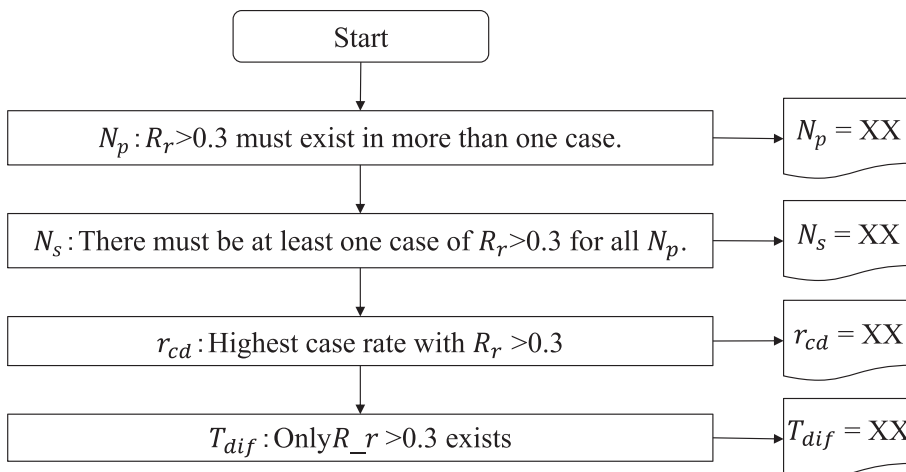 Start
N_p : R_r>0.3 must exist in more than one case.
N_p = XX
N_s : There must be at least one case of R_r>0.3 for all N_p.
N_s = XX
r_cd : Highest case rate with R_r >0.3
r_cd = XX
T_dif : OnlyR_r >0.3 exists
T_dif = XX